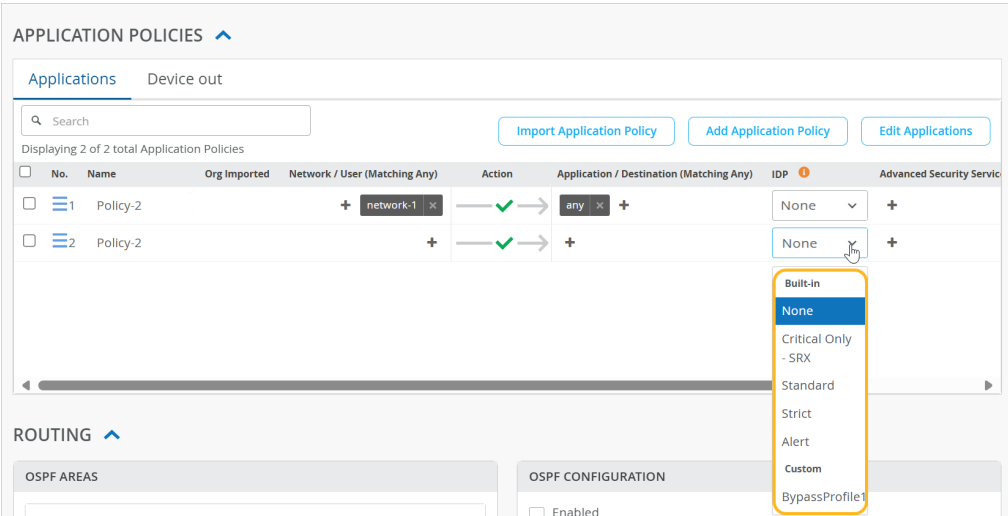 APPLICATION POLICIES
Applications Device out
Search
Import Application Policy Add Application Policy Edit Applications
Displaying 2 of 2 total Application Policies
No. Name Org Imported Network / User (Matching Any) Action Application / Destination (Matching Any) IDP Advanced Security Service
1 Policy-2 network-1 × any × None
2 Policy-2 None
Built-in
None
Critical Only
- SRX
Standard
Strict
Alert
Custom
BypassProfile1
ROUTING
OSPF AREAS OSPF CONFIGURATION
Enabled